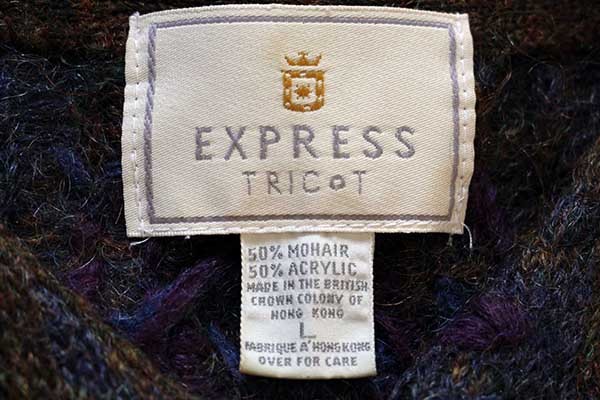 EXPRESS
TRICOT
50% MOHAIR
50% ACRYLIC
MADE IN THE BRITISH
CROWN COLONY OF
HONG KONG
L
FABRIQUE A' HONG KONG
OVER FOR CARE